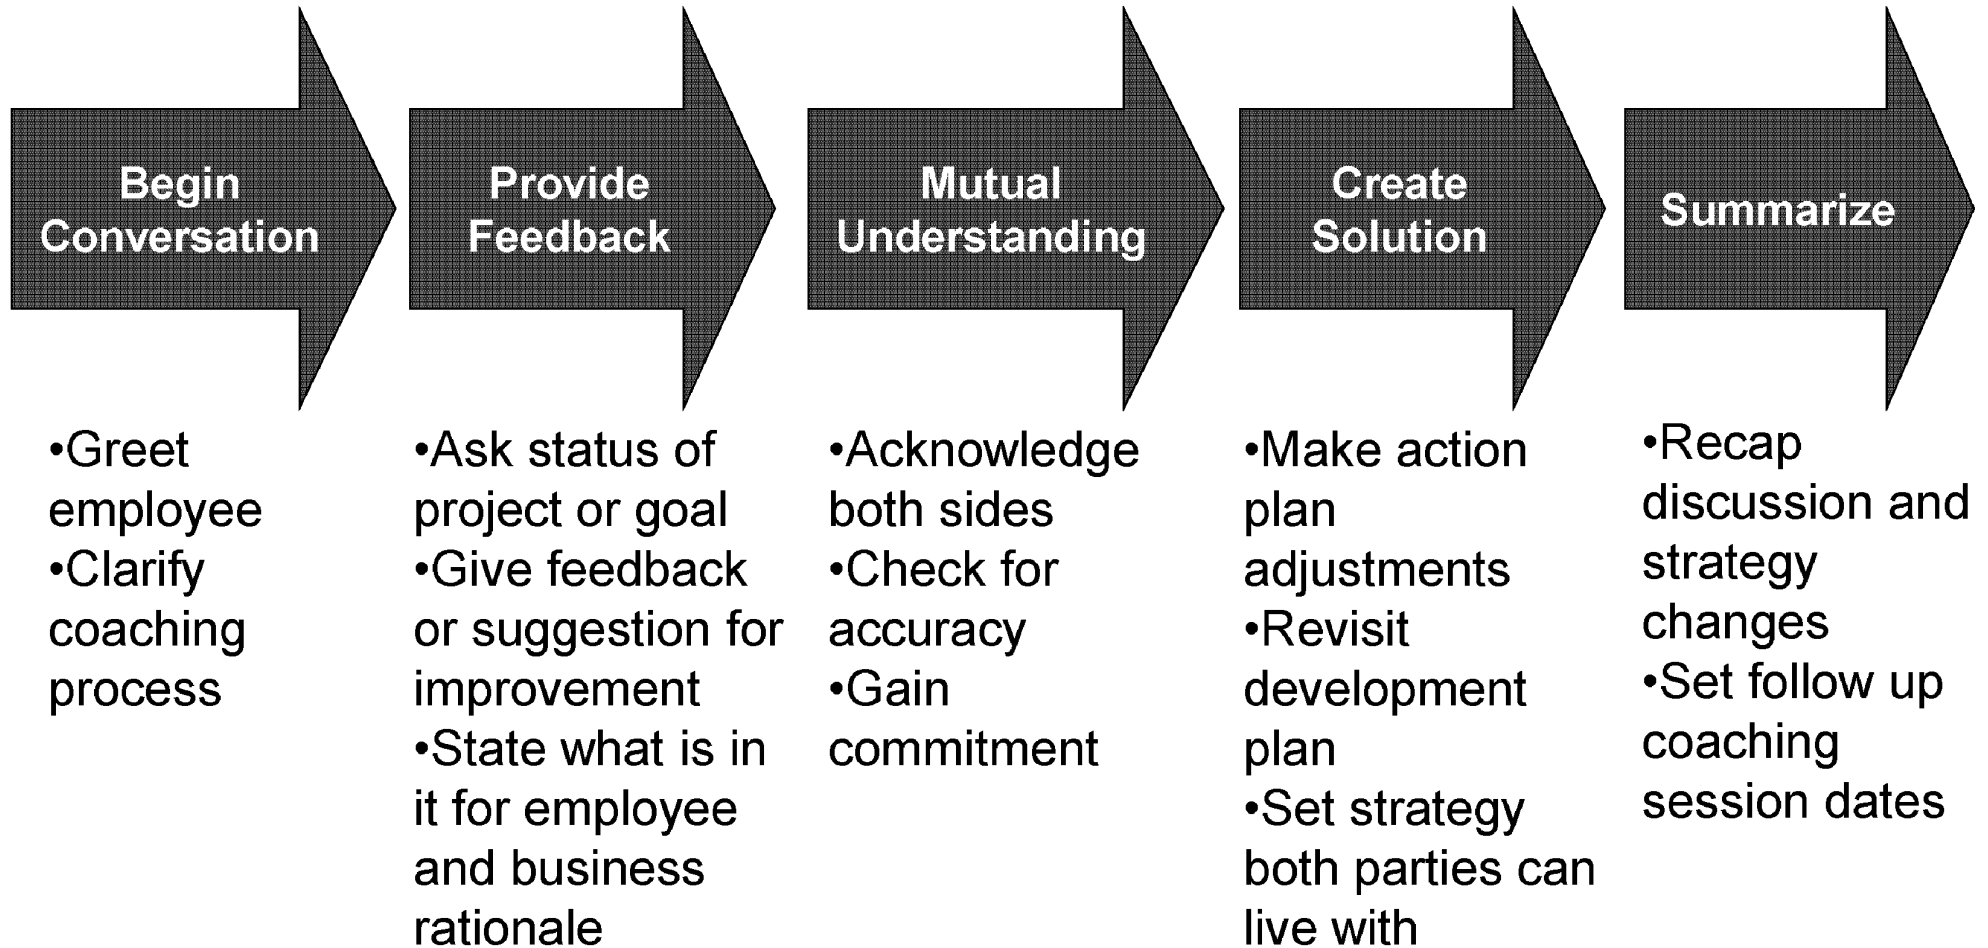 Begin
Conversation
Provide
Feedback
Mutual
Understanding
Create
Solution
Summarize
•Greet
employee
•Clarify
coaching
process
•Ask status of
project or goal
•Give feedback
or suggestion for
improvement
•State what is in
it for employee
and business
rationale
•Acknowledge
both sides
•Check for
accuracy
•Gain
commitment
•Make action
plan
adjustments
•Revisit
development
plan
•Set strategy
both parties can
live with
•Recap
discussion and
strategy
changes
•Set follow up
coaching
session dates